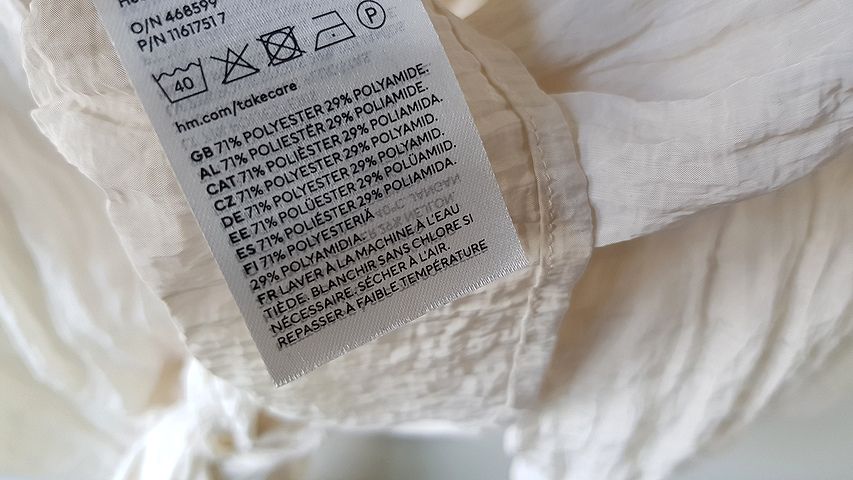 O/N 468599
P/N 1161751 7
40
P
hm.com/takecare
GB 71% POLYESTER 29% POLYAMIDE.
AL 71% POLIESTËR 29% POLIAMIDE.
CAT 71% POLIÈSTER 29% POLIAMIDA.
CZ 71% POLYESTER 29% POLYAMID.
DE 71% POLYESTER 29% POLYAMID.
EE 71% POLÜESTER 29% POLÜAMIID.
ES 71% POLIÉSTER 29% POLIAMIDA.
FI 71% POLYESTERIÄ
29% POLYAMIDIA.
FR LAVER À LA MACHINE À L'EAU
TIÈDE. BLANCHIR SANS CHLORE SI
NÉCESSAIRE. SÉCHER À L'AIR.
REPASSER À FAIBLE TEMPÉRATURE